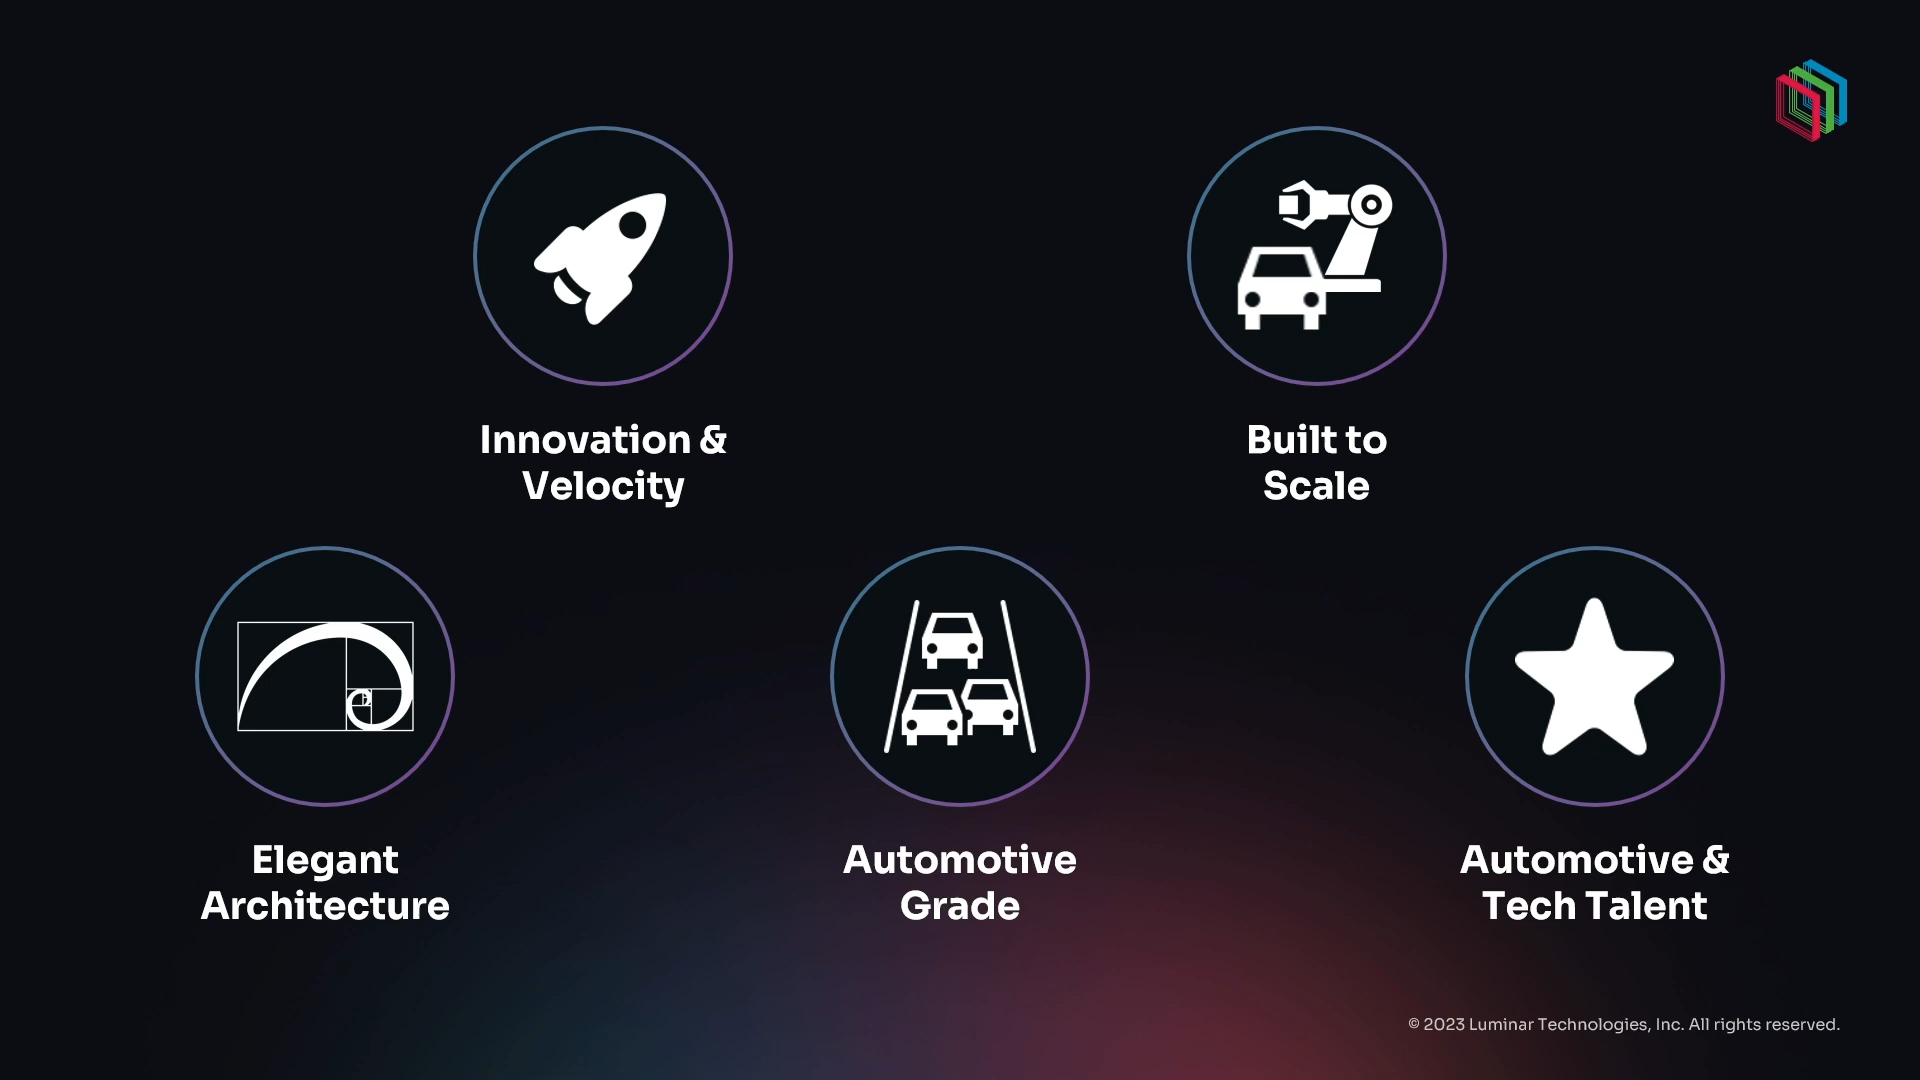 Innovation &
Velocity
Built to
Scale
Elegant
Architecture
Automotive
Grade
Automotive &
Tech Talent
© 2023 Luminar Technologies, Inc. All rights reserved.